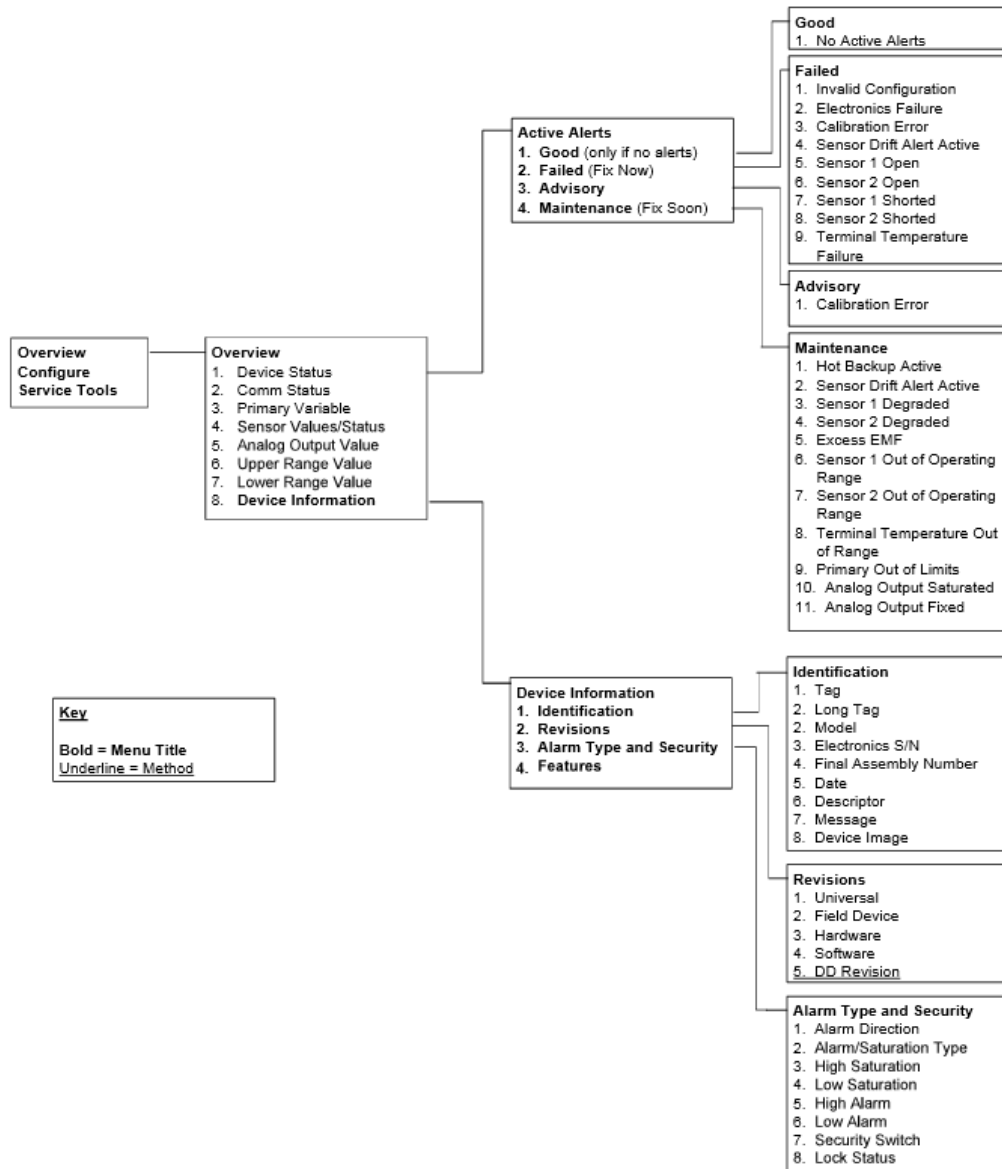 Overview
Configure
Service Tools
Overview
1. Device Status
2. Comm Status
3. Primary Variable
4. Sensor Values/Status
5. Analog Output Value
6. Upper Range Value
7. Lower Range Value
8. Device Information
Active Alerts
1. Good (only if no alerts)
2. Failed (Fix Now)
3. Advisory
4. Maintenance (Fix Soon)
Good
1. No Active Alerts
Failed
1. Invalid Configuration
2. Electronics Failure
3. Calibration Error
4. Sensor Drift Alert Active
5. Sensor 1 Open
6. Sensor 2 Open
7. Sensor 1 Shorted
8. Sensor 2 Shorted
9. Terminal Temperature
Failure
Advisory
1. Calibration Error
Maintenance
1. Hot Backup Active
2. Sensor Drift Alert Active
3. Sensor 1 Degraded
4. Sensor 2 Degraded
5. Excess EMF
6. Sensor 1 Out of Operating
Range
7. Sensor 2 Out of Operating
Range
8. Terminal Temperature Out
of Range
9. Primary Out of Limits
10. Analog Output Saturated
11. Analog Output Fixed
Device Information
1. Identification
2. Revisions
3. Alarm Type and Security
4. Features
Identification
1. Tag
2. Long Tag
2. Model
3. Electronics S/N
4. Final Assembly Number
5. Date
6. Descriptor
7. Message
8. Device Image
Revisions
1. Universal
2. Field Device
3. Hardware
4. Software
5. DD Revision
Alarm Type and Security
1. Alarm Direction
2. Alarm/Saturation Type
3. High Saturation
4. Low Saturation
5. High Alarm
6. Low Alarm
7. Security Switch
8. Lock Status
Key
Bold = Menu Title
Underline = Method